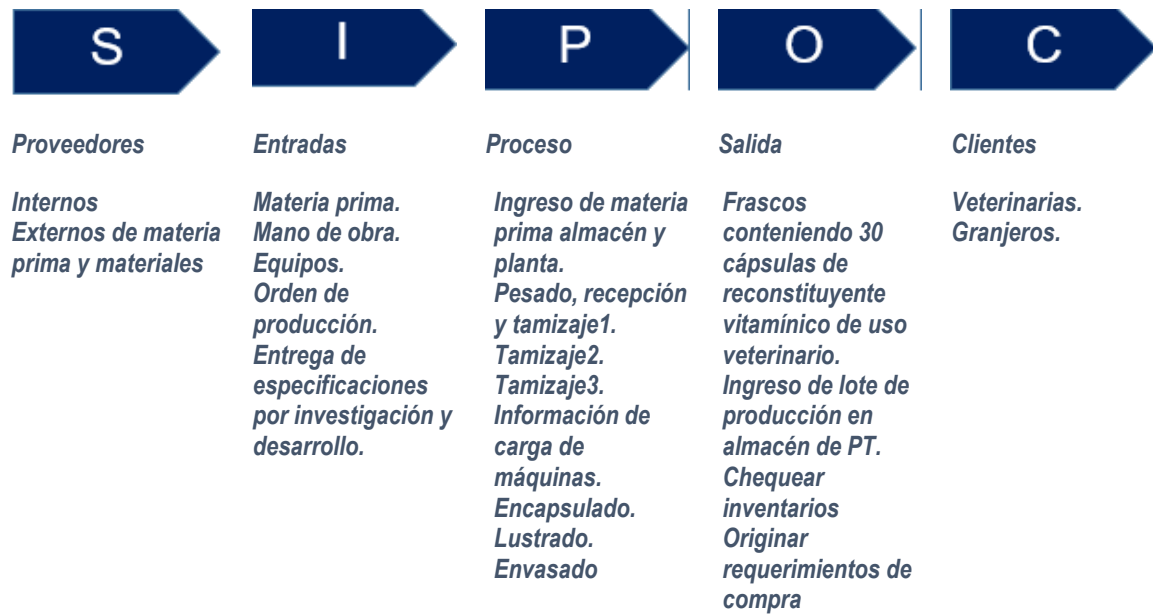 S
I
P
O
C
Proveedores
Internos
Externos de materia
prima y materiales
Entradas
Materia prima.
Mano de obra.
Equipos.
Orden de
producción.
Entrega de
especificaciones
por investigación y
desarrollo.
Proceso
Ingreso de materia
prima almacén y
planta.
Pesado, recepción
y tamizaje1.
Tamizaje2.
Tamizaje3.
Información de
carga de
máquinas.
Encapsulado.
Lustrado.
Envasado
Salida
Frascos
conteniendo 30
cápsulas de
reconstituyente
vitamínico de uso
veterinario.
Ingreso de lote de
producción en
almacén de PT.
Chequear
inventarios
Originar
requerimientos de
compra
Clientes
Veterinarias.
Granjeros.